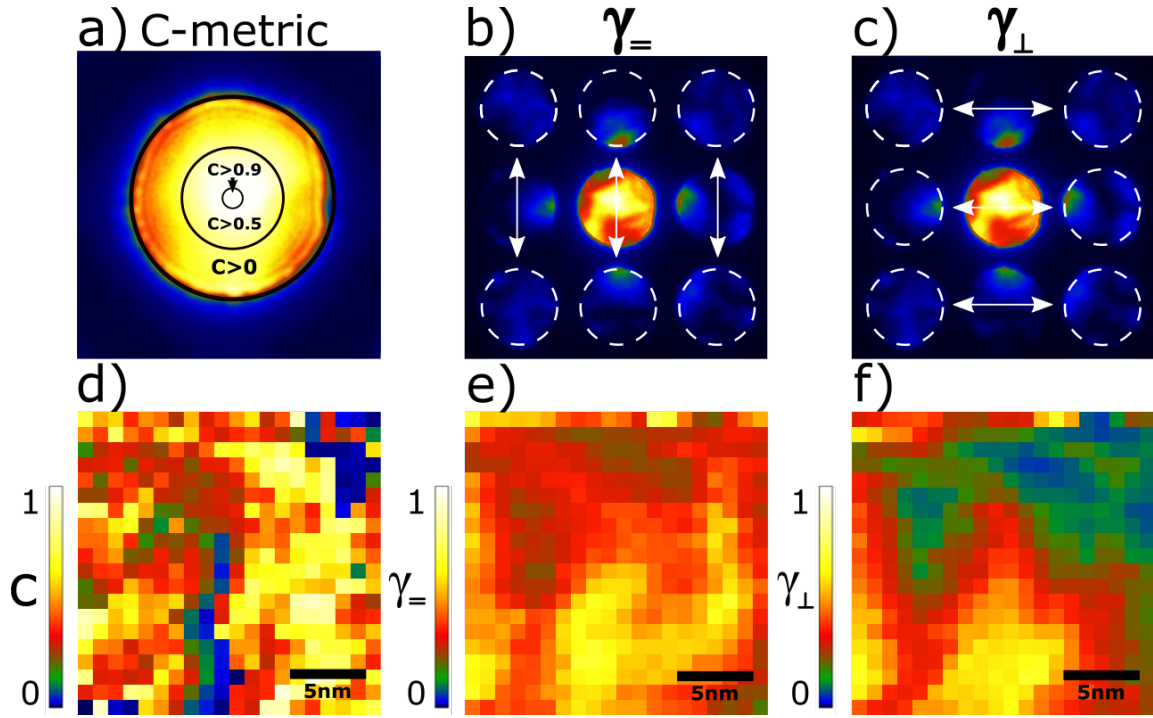 a) C-metric
b) γ=
c) γ⊥
C>0.9
C>0.5
C>0
d)
e)
f)
1
c
0
5nm
1
γ=
0
5nm
1
γ⊥
0
5nm